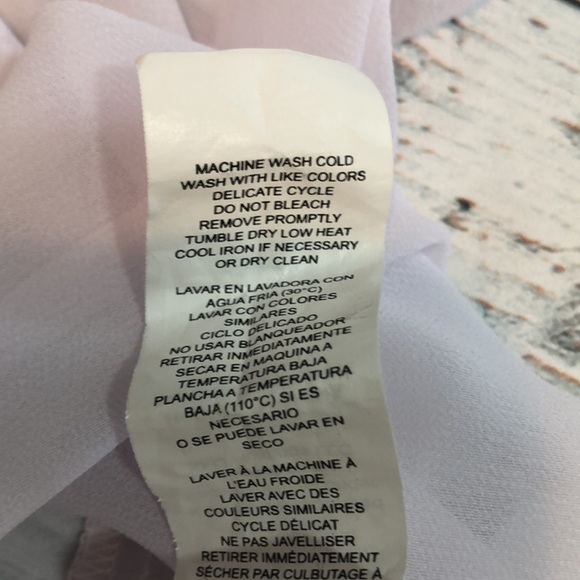 MACHINE WASH COLD
WASH WITH LIKE COLORS
DELICATE CYCLE
DO NOT BLEACH
REMOVE PROMPTLY
TUMBLE DRY LOW HEAT
COOL IRON IF NECESSARY
OR DRY CLEAN
LAVAR EN LAVADORA CON
AGUA FRIA (30°C)
LAVAR CON COLORES
SIMILARES
CICLO DELICADO
NO USAR BLANQUEADOR
RETIRAR INMEDIATAMENTE
SECAR EN MAQUINA A
TEMPERATURA BAJA
PLANCHA A TEMPERATURA
BAJA (110°C) SI ES
NECESARIO
O SE PUEDE LAVAR EN
SECO
LAVER À LA MACHINE À
L'EAU FROIDE
LAVER AVEC DES
COULEURS SIMILAIRES
CYCLE DÉLICAT
NE PAS JAVELLISER
RETIRER IMMÉDIATEMENT
SÉCHER PAR CULBUTAGE À